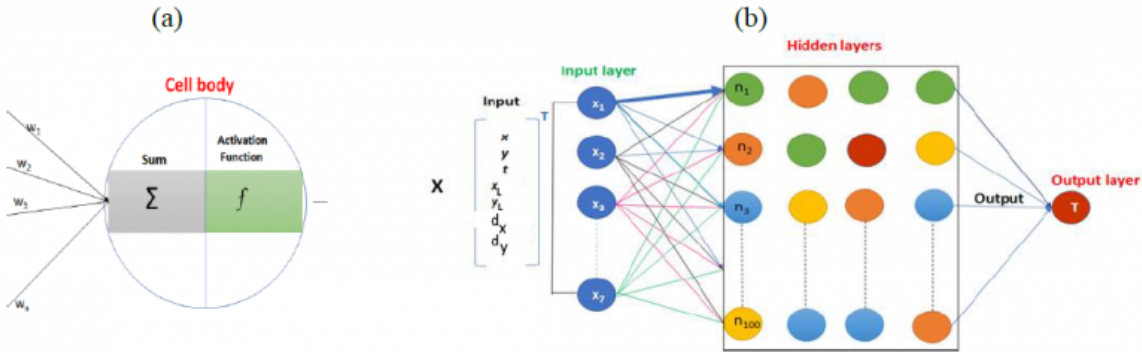 (a)
Cell body
w1
w2
w3
wn
Sum
Σ
Activation
Function
f
(b)
Hidden layers
Input layer
Input
T
X
x
y
t
xL
yL
dx
dy
x1
x2
x3
x7
n1
n2
n3
n100
Output
Output layer
T